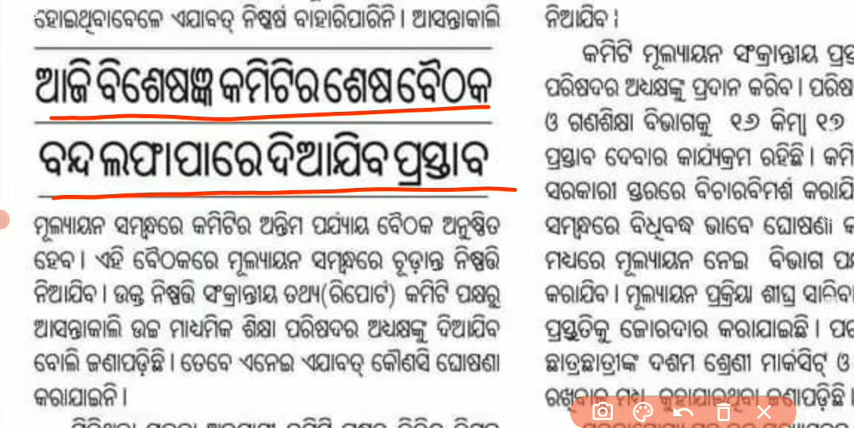 ହୋଇଥିବାବେଳେ ଏଯାବତ୍ ନିଷ୍କର୍ଷ ବାହାରିପାରିନି । ଆସନ୍ତାକାଲି
ଆଜି ବିଶେଷଜ୍ଞ କମିଟିର ଶେଷ ବୈଠକ
ବନ୍ଦ ଲଫାପାରେ ଦିଆଯିବ ପ୍ରସ୍ତାବ
ମୂଲ୍ୟାୟନ ସମ୍ବନ୍ଧରେ କମିଟିର ଅନ୍ତିମ ପର୍ଯ୍ୟାୟ ବୈଠକ ଅନୁଷ୍ଠିତ
ହେବ । ଏହି ବୈଠକରେ ମୂଲ୍ୟାୟନ ସମ୍ବନ୍ଧରେ ଚୂଡ଼ାନ୍ତ ନିଷ୍ପତ୍ତି
ନିଆଯିବ । ଉକ୍ତ ନିଷ୍ପତ୍ତି ସଂକ୍ରାନ୍ତୀୟ ତଥ୍ୟ(ରିପୋର୍ଟ) କମିଟି ପକ୍ଷରୁ
ଆସନ୍ତାକାଲି ଉଚ୍ଚ ମାଧ୍ୟମିକ ଶିକ୍ଷା ପରିଷଦର ଅଧ୍ୟକ୍ଷଙ୍କୁ ଦିଆଯିବ
ବୋଲି ଜଣାପଡ଼ିଛି । ତେବେ ଏନେଇ ଏଯାବତ୍ କୌଣସି ଘୋଷଣା
କରାଯାଇନି ।
ନିଆଯିବ ।
କମିଟି ମୂଲ୍ୟାୟନ ସଂକ୍ରାନ୍ତୀୟ
ପରିଷଦର ଅଧ୍ୟକ୍ଷଙ୍କୁ ପ୍ରଦାନ କରିବ ।
ଓ ଗଣଶିକ୍ଷା ବିଭାଗକୁ ୧୬ କିମ୍ବା ୧୭
ପ୍ରସ୍ତାବ ଦେବାର କାର୍ଯ୍ୟକ୍ରମ ରହିଛି ।
ସରକାରୀ ସ୍ତରରେ ବିଚାରବିମର୍ଶ
ସମ୍ବନ୍ଧରେ ବିଧିବଦ୍ଧ ଭାବେ ଘୋଷଣା
ମଧ୍ୟରେ ମୂଲ୍ୟାୟନ ନେଇ ବିଭାଗ
କରାଯିବ । ମୂଲ୍ୟାୟନ ପ୍ରକ୍ରିୟା ଶୀଘ୍ର
ପ୍ରସ୍ତୁତିକୁ ଜୋରଦାର କରାଯାଇଛି ।
ଛାତ୍ରଛାତ୍ରୀଙ୍କ ଦଶମ ଶ୍ରେଣୀ ମାର୍କସିଟ୍ ଓ
ଜଣାପଡ଼ିଛି ।